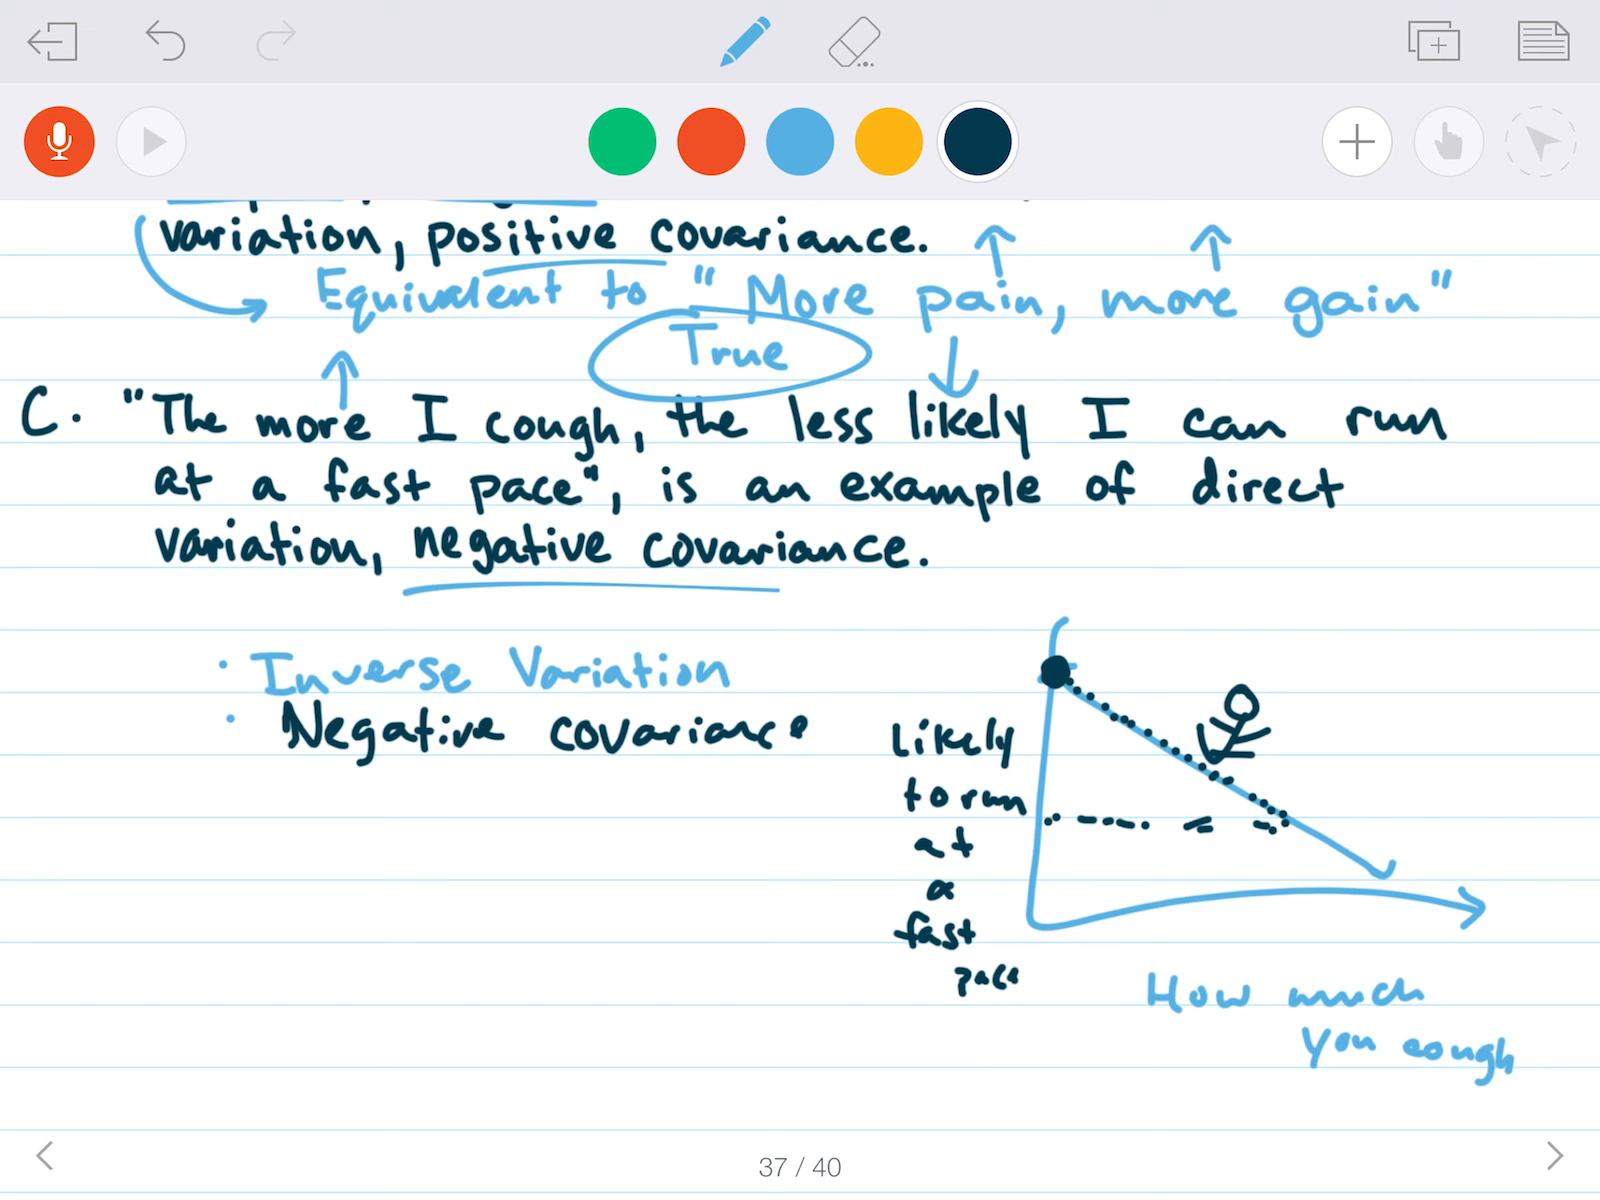 variation, positive covariance.
Equivalent to "More pain, more gain"
True
C. "The more I cough, the less likely I can run
at a fast pace", is an example of direct
variation, negative covariance.
· Inverse Variation
· Negative covariance
Likely
to run
at
a
fast
pace
How much
you cough
37 / 40